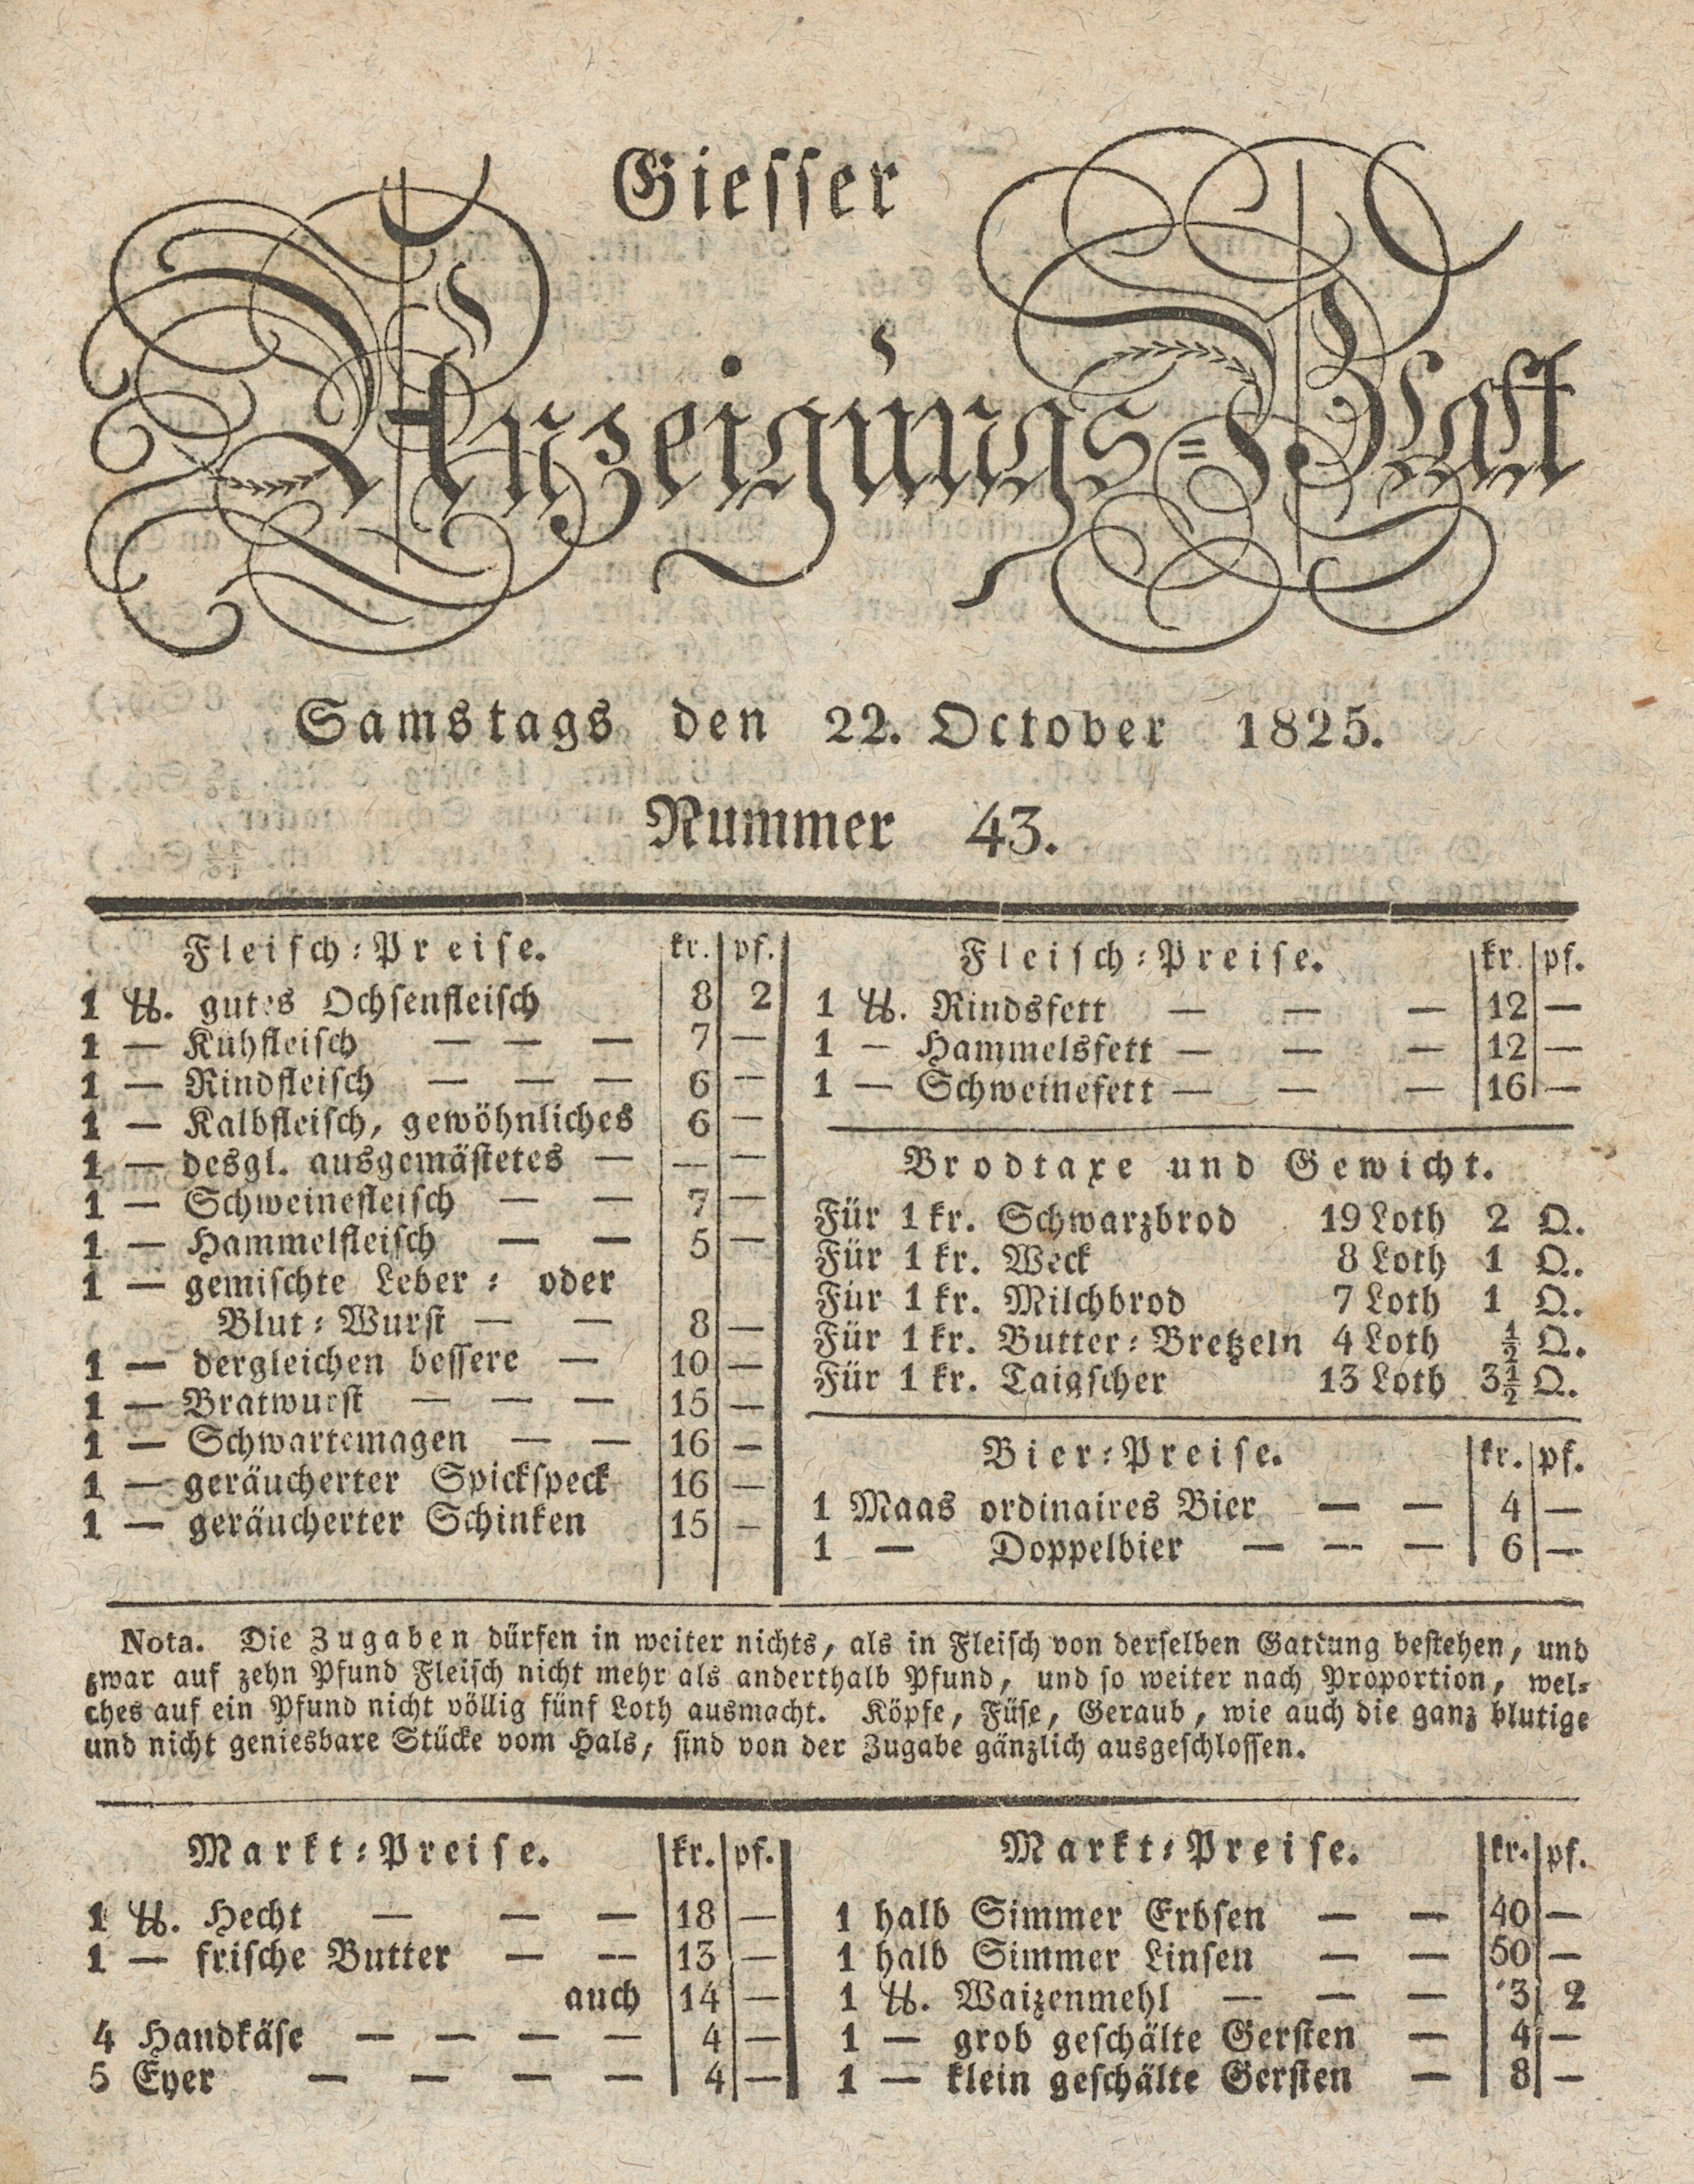 Giesser
Anzeigungs-Blatt
Samstags den 22. October 1825.
Nummer 43.
Fleisch-Preise. kr. pf.
1 ℔. gutes Ochsenfleisch 8 2
1 — Kuhfleisch — — — 7 —
1 — Rindfleisch — — — 6 —
1 — Kalbfleisch, gewöhnliches 6 —
1 — desgl. ausgemästetes — — —
1 — Schweinefleisch — — 7 —
1 — Hammelfleisch — — 5 —
1 — gemischte Leber- oder
Blut-Wurst — — 8 —
1 — dergleichen bessere — 10 —
1 — Bratwurst — — — 15 —
1 — Schwartemagen — — 16 —
1 — geräucherter Spickspeck 16 —
1 — geräucherter Schinken 15 —
Fleisch-Preise. kr. pf.
1 ℔. Rindsfett — — — 12 —
1 — Hammelsfett — — — 12 —
1 — Schweinefett — — — 16 —
Brodtaxe und Gewicht.
Für 1 kr. Schwarzbrod 19 Loth 2 Q.
Für 1 kr. Weck 8 Loth 1 Q.
Für 1 kr. Milchbrod 7 Loth 1 Q.
Für 1 kr. Butter-Bretzeln 4 Loth ½ Q.
Für 1 kr. Taigscher 13 Loth 3½ Q.
Bier-Preise. kr. pf.
1 Maas ordinaires Bier — — 4 —
1 — Doppelbier — — — 6 —
Nota. Die Zugaben dürfen in weiter nichts, als in Fleisch von derselben Gattung bestehen, und
zwar auf zehn Pfund Fleisch nicht mehr als anderthalb Pfund, und so weiter nach Proportion, wel-
ches auf ein Pfund nicht völlig fünf Loth ausmacht. Köpfe, Füse, Geraub, wie auch die ganz blutige
und nicht geniesbare Stücke vom Hals, sind von der Zugabe gänzlich ausgeschlossen.
Markt-Preise. kr. pf.
1 ℔. Hecht — — — 18 —
1 — frische Butter — — 13 —
auch 14 —
4 Handkäse — — — — 4 —
5 Eyer — — — — 4 —
Markt-Preise. kr. pf.
1 halb Simmer Erbsen — — 40 —
1 halb Simmer Linsen — — 50 —
1 ℔. Waizenmehl — — — 3 2
1 — grob geschälte Gersten — 4 —
1 — klein geschälte Gersten — 8 —